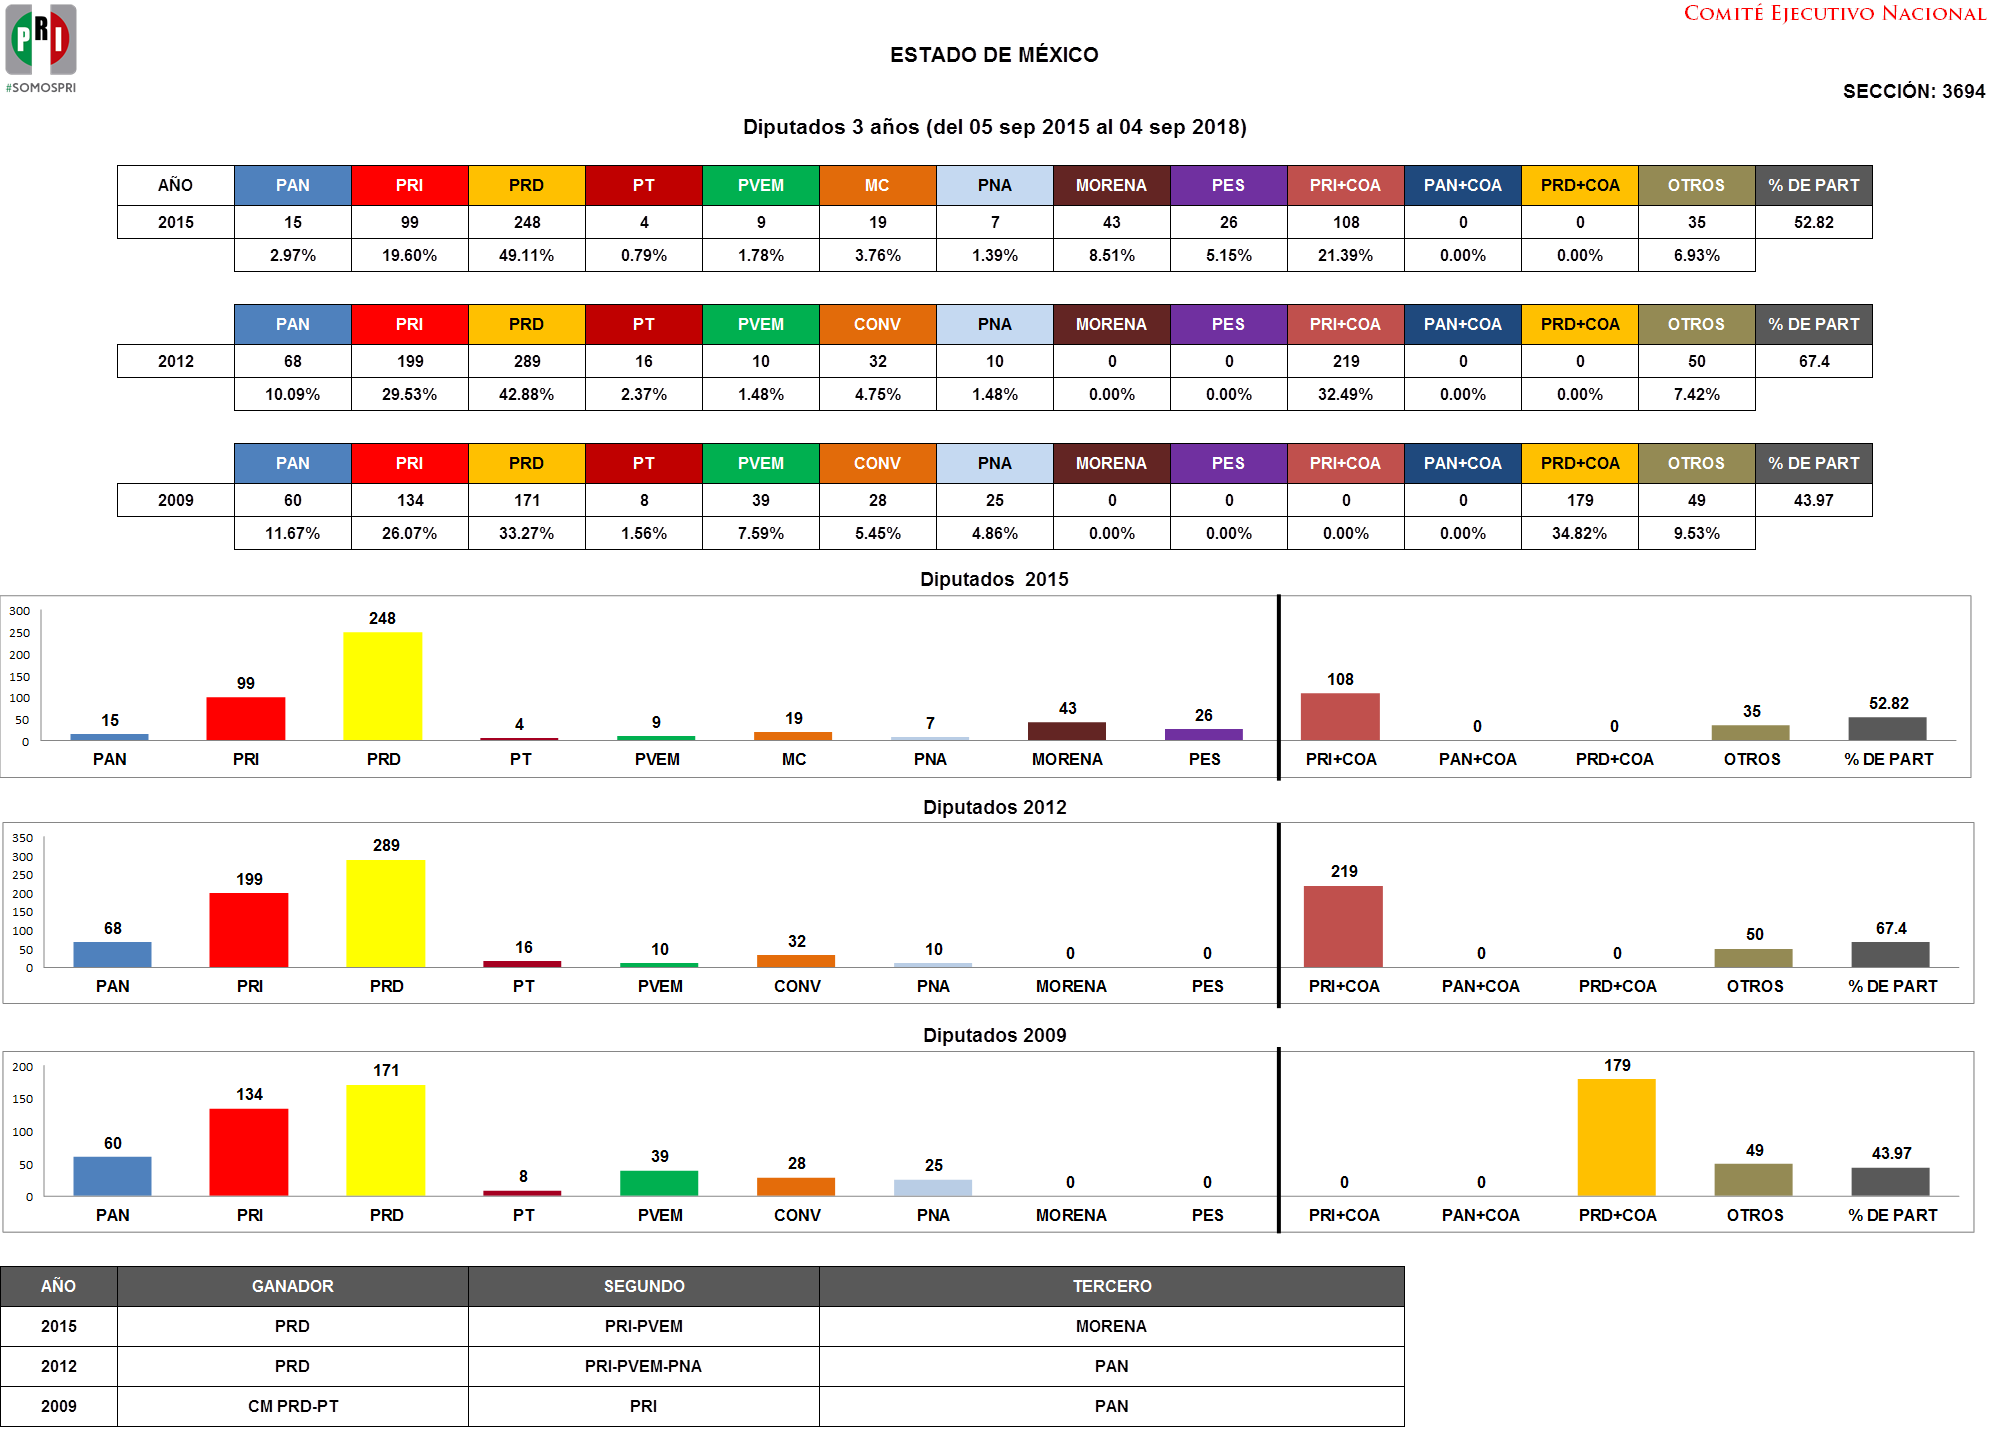 PRI
#SOMOSPRI
COMITÉ EJECUTIVO NACIONAL
ESTADO DE MÉXICO
SECCIÓN: 3694
Diputados 3 años (del 05 sep 2015 al 04 sep 2018)
AÑO PAN PRI PRD PT PVEM MC PNA MORENA PES PRI+COA PAN+COA PRD+COA OTROS % DE PART
2015 15 99 248 4 9 19 7 43 26 108 0 0 35 52.82
2.97% 19.60% 49.11% 0.79% 1.78% 3.76% 1.39% 8.51% 5.15% 21.39% 0.00% 0.00% 6.93%
PAN PRI PRD PT PVEM CONV PNA MORENA PES PRI+COA PAN+COA PRD+COA OTROS % DE PART
2012 68 199 289 16 10 32 10 0 0 219 0 0 50 67.4
10.09% 29.53% 42.88% 2.37% 1.48% 4.75% 1.48% 0.00% 0.00% 32.49% 0.00% 0.00% 7.42%
PAN PRI PRD PT PVEM CONV PNA MORENA PES PRI+COA PAN+COA PRD+COA OTROS % DE PART
2009 60 134 171 8 39 28 25 0 0 0 0 179 49 43.97
11.67% 26.07% 33.27% 1.56% 7.59% 5.45% 4.86% 0.00% 0.00% 0.00% 0.00% 34.82% 9.53%
Diputados 2015
300
250
200
150
100
50
0
15 99 248 4 9 19 7 43 26 108 0 0 35 52.82
PAN PRI PRD PT PVEM MC PNA MORENA PES PRI+COA PAN+COA PRD+COA OTROS % DE PART
Diputados 2012
350
300
250
200
150
100
50
0
68 199 289 16 10 32 10 0 0 219 0 0 50 67.4
PAN PRI PRD PT PVEM CONV PNA MORENA PES PRI+COA PAN+COA PRD+COA OTROS % DE PART
Diputados 2009
200
150
100
50
0
60 134 171 8 39 28 25 0 0 0 0 179 49 43.97
PAN PRI PRD PT PVEM CONV PNA MORENA PES PRI+COA PAN+COA PRD+COA OTROS % DE PART
AÑO GANADOR SEGUNDO TERCERO
2015 PRD PRI-PVEM MORENA
2012 PRD PRI-PVEM-PNA PAN
2009 CM PRD-PT PRI PAN